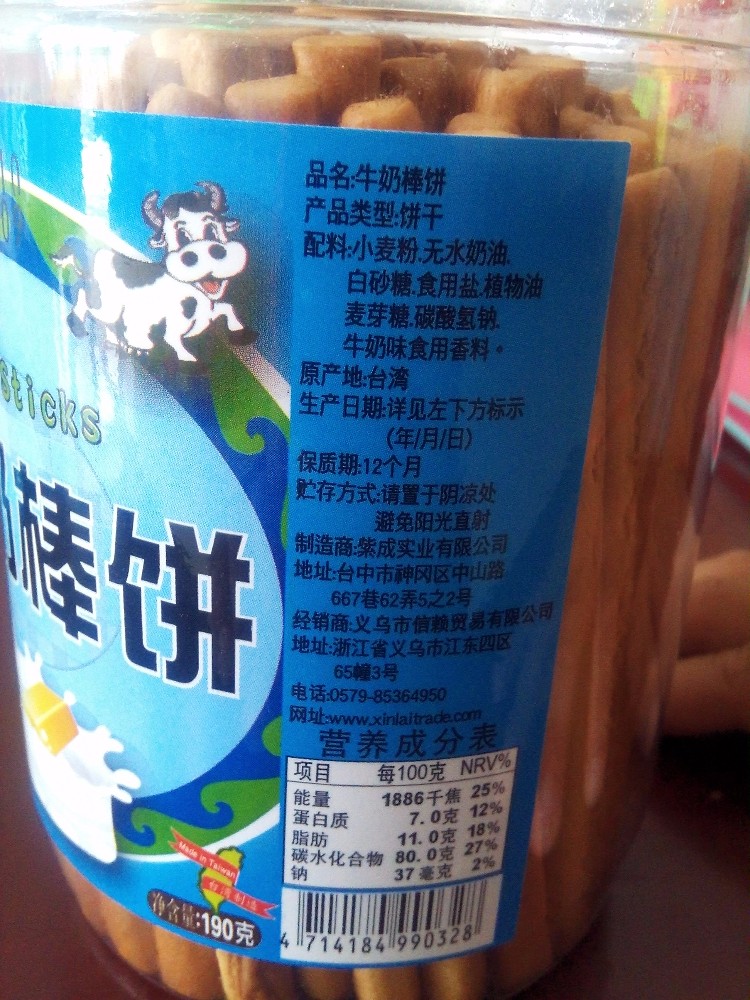 sticks
棒饼
Made in Taiwan
台湾制造
净含量:190克
品名:牛奶棒饼
产品类型:饼干
配料:小麦粉.无水奶油.
白砂糖.食用盐.植物油
麦芽糖.碳酸氢钠.
牛奶味食用香料。
原产地:台湾
生产日期:详见左下方标示
(年/月/日)
保质期:12个月
贮存方式:请置于阴凉处
避免阳光直射
制造商:紫成实业有限公司
地址:台中市神冈区中山路
667巷62弄5之2号
经销商:义乌市信赖贸易有限公司
地址:浙江省义乌市江东四区
65幢3号
电话:0579-85364950
网址:www.xinlaitrade.com
营养成分表
项目 每100克 NRV%
能量 1886千焦 25%
蛋白质 7.0克 12%
脂肪 11.0克 18%
碳水化合物 80.0克 27%
钠 37毫克 2%
4 714184 990328